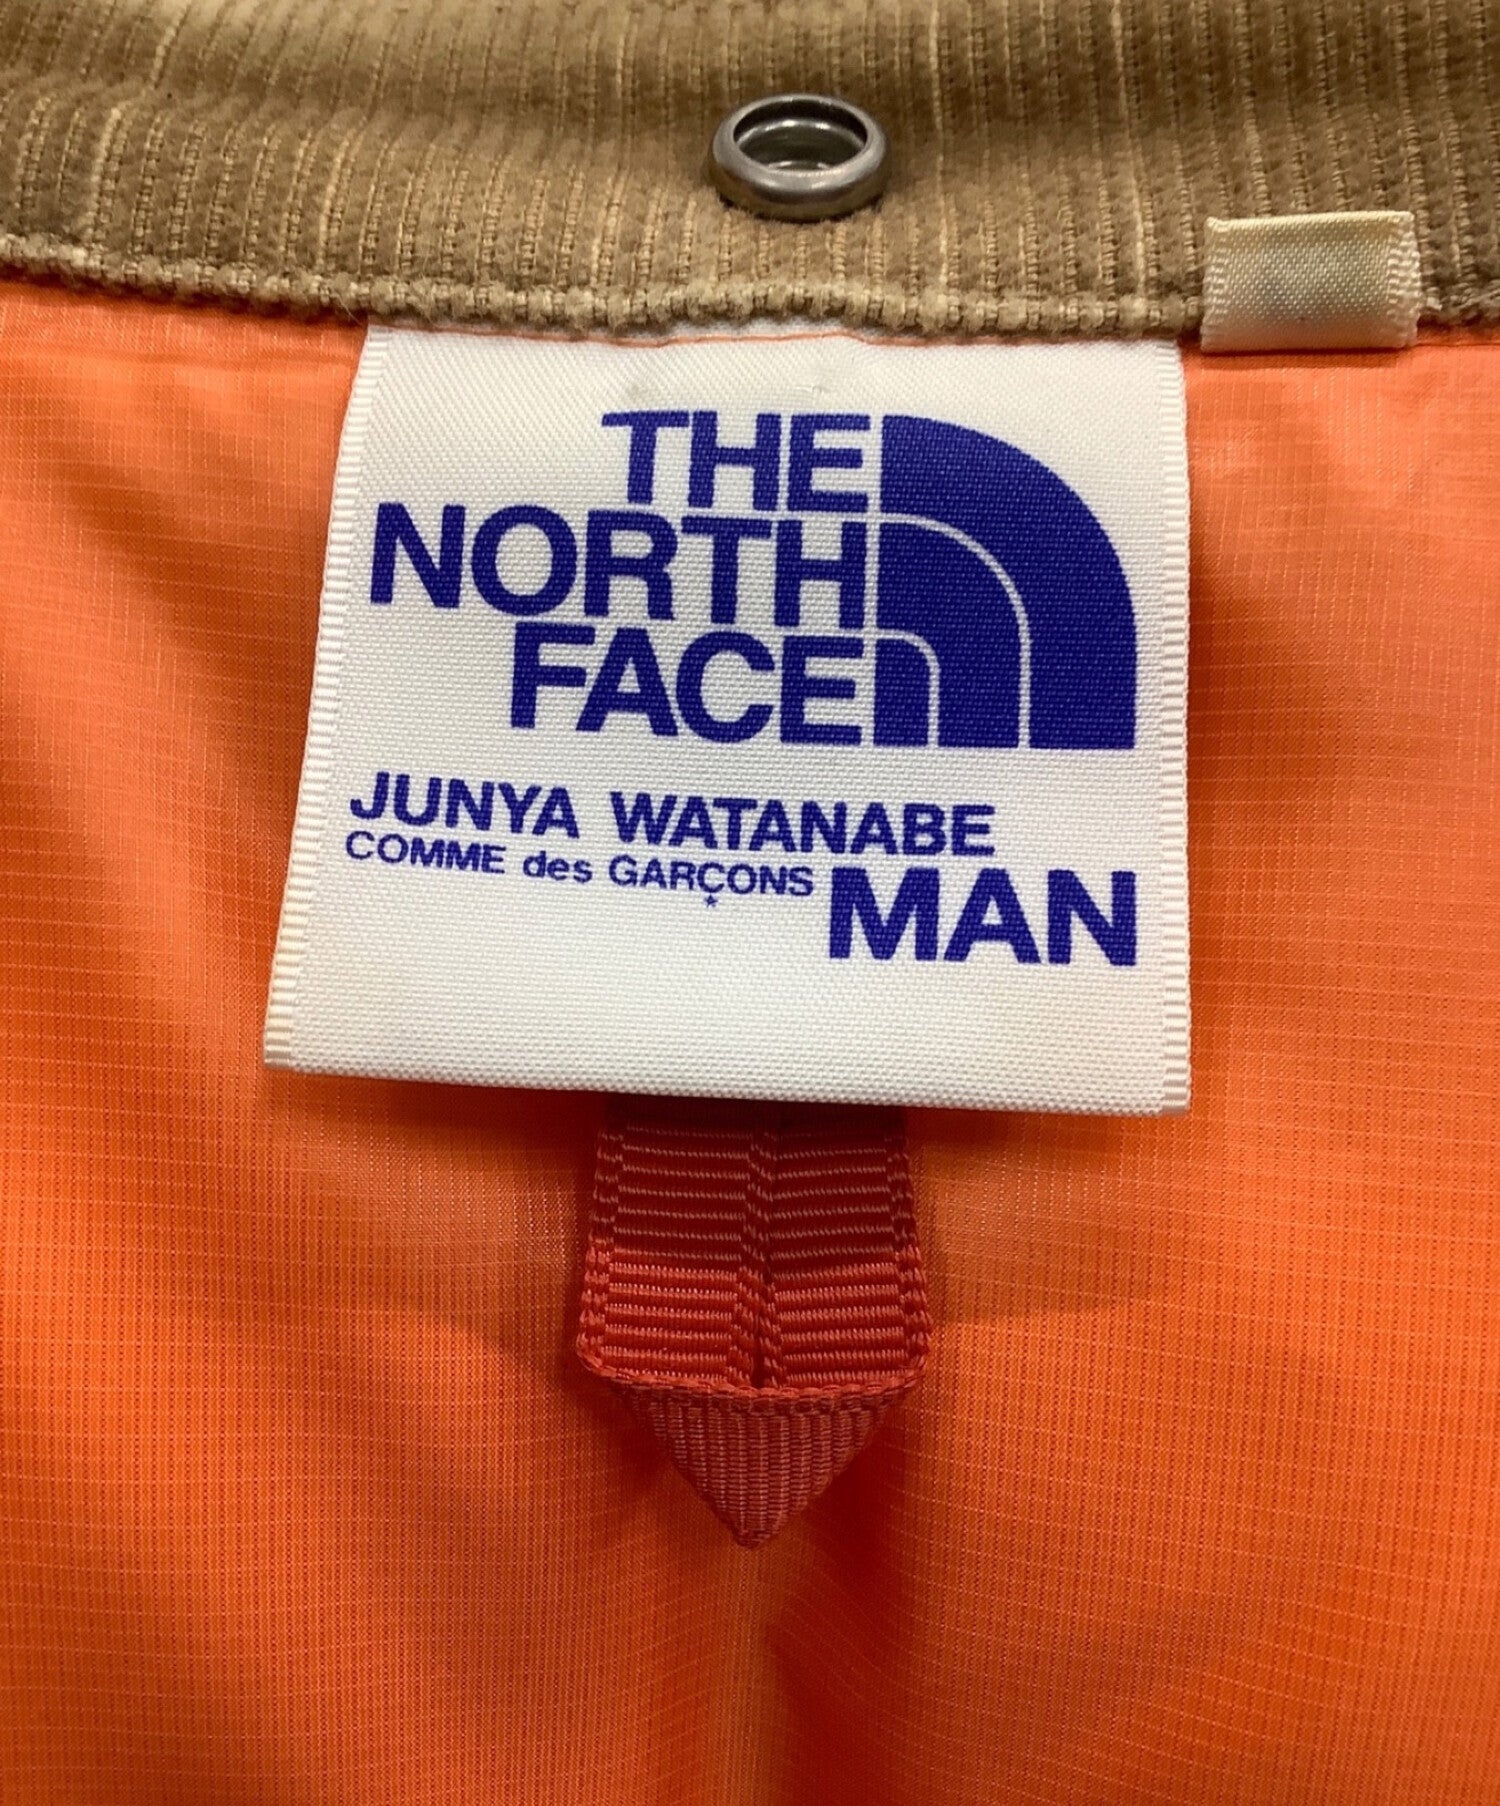 THE
NORTH
FACE
JUNYA WATANABE
COMME des GARÇONS
MAN